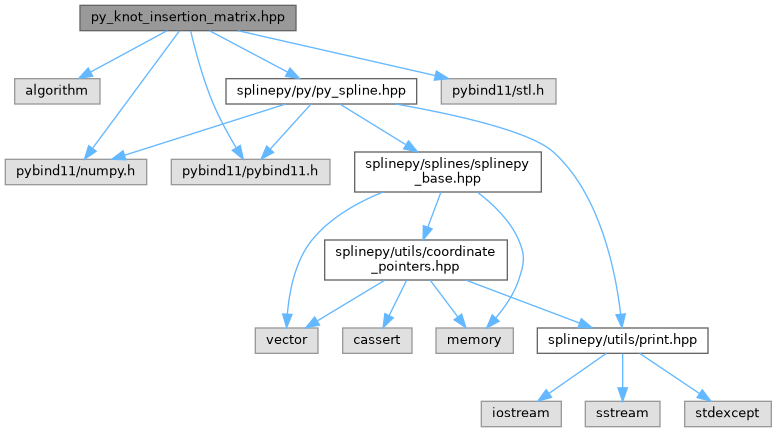 py_knot_insertion_matrix.hpp
algorithm
splinepy/py/py_spline.hpp
pybind11/stl.h
pybind11/numpy.h
pybind11/pybind11.h
splinepy/splines/splinepy
_base.hpp
splinepy/utils/coordinate
_pointers.hpp
vector
cassert
memory
splinepy/utils/print.hpp
iostream
sstream
stdexcept